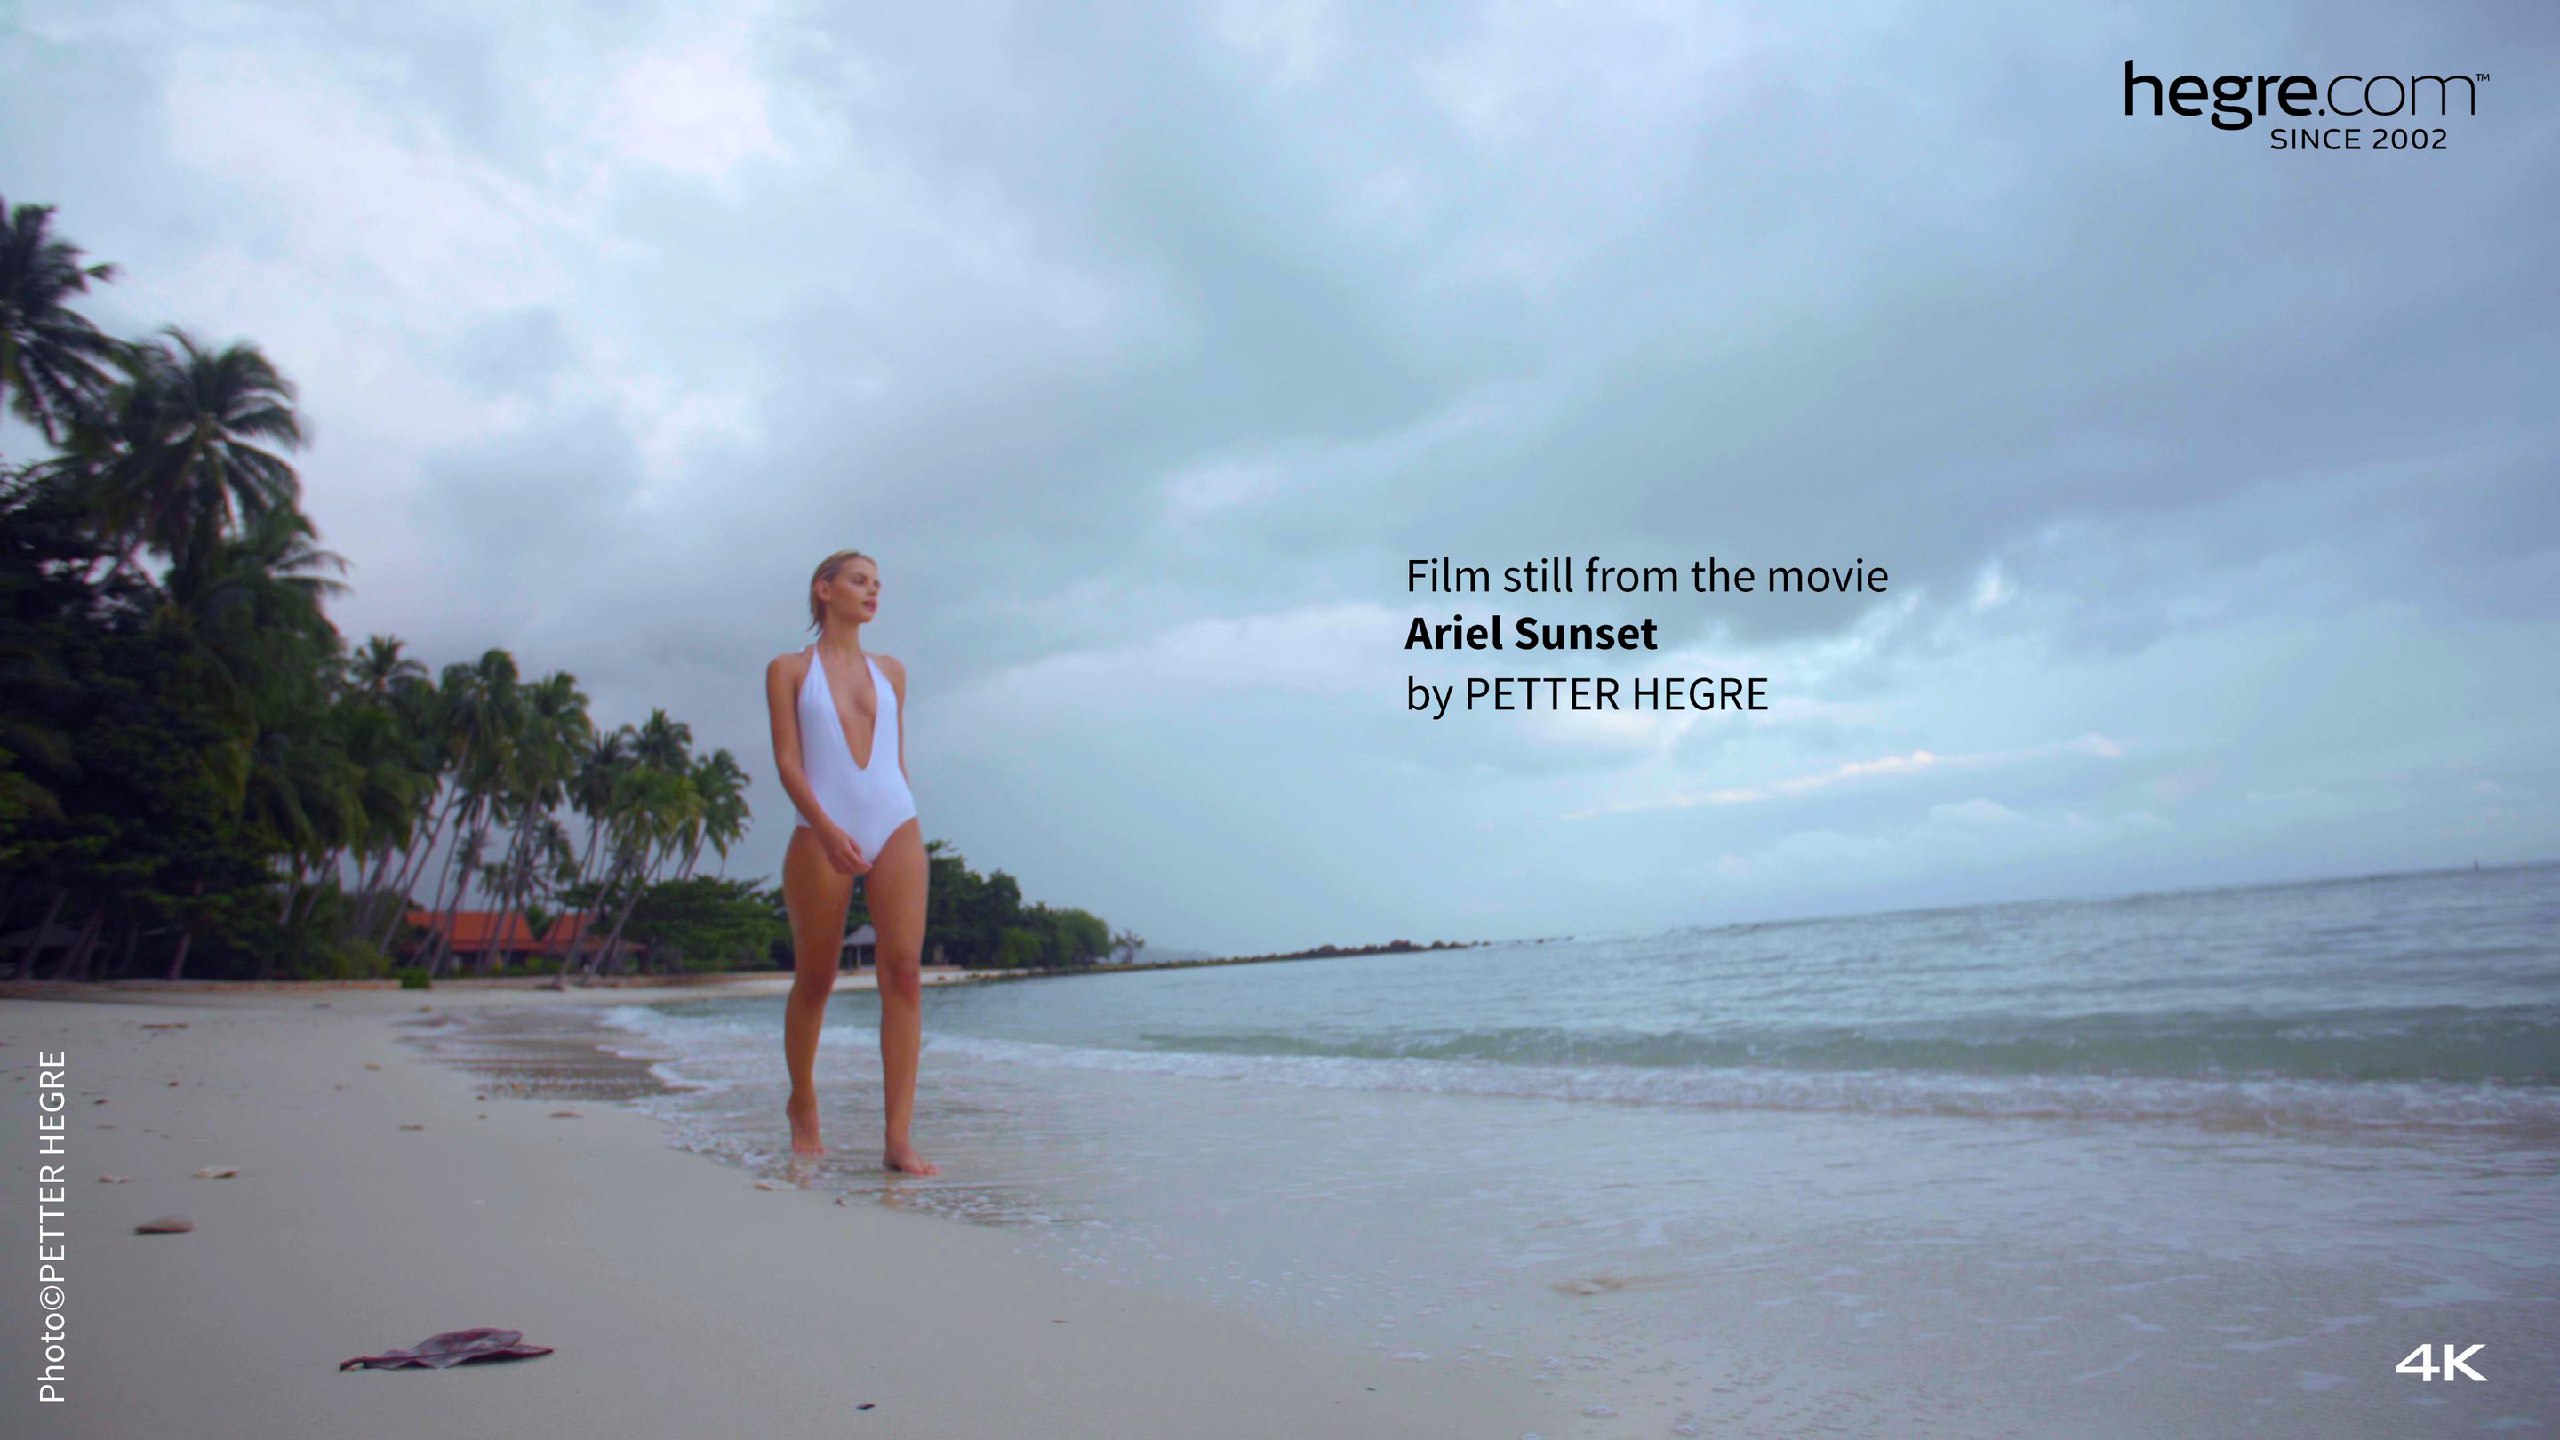 hegre.com™
SINCE 2002
Film still from the movie
Ariel Sunset
by PETTER HEGRE
Photo©PETTER HEGRE
4K